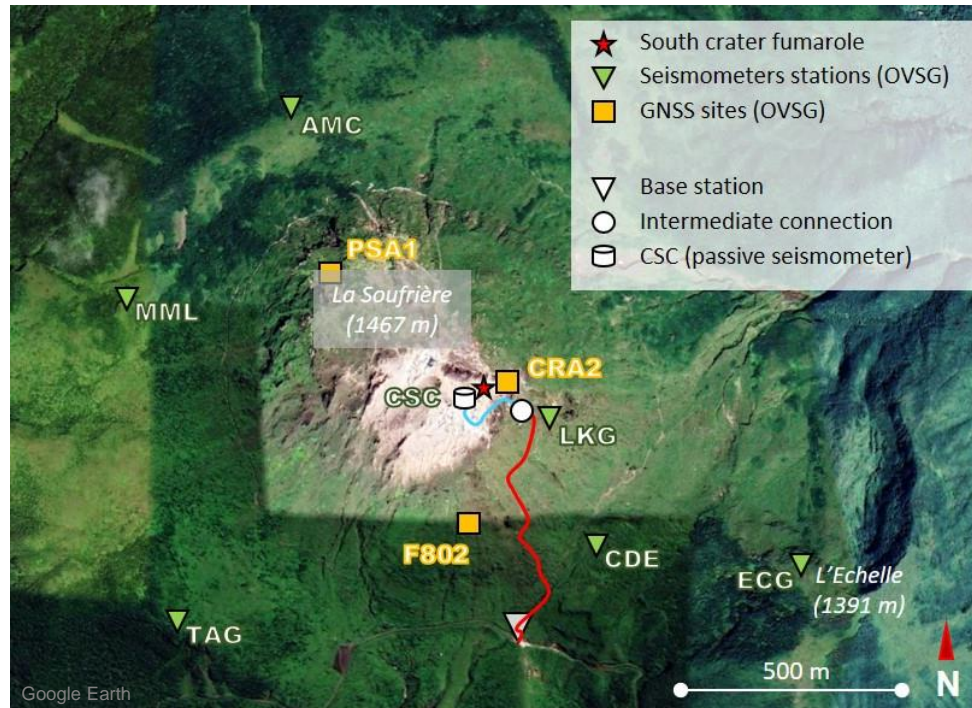 South crater fumarole
Seismometers stations (OVSG)
GNSS sites (OVSG)
Base station
Intermediate connection
CSC (passive seismometer)
AMC
PSA1
La Soufrière
(1467 m)
MML
CRA2
CSC
LKG
F802
CDE
ECG
L'Echelle
(1391 m)
TAG
500 m
N
Google Earth